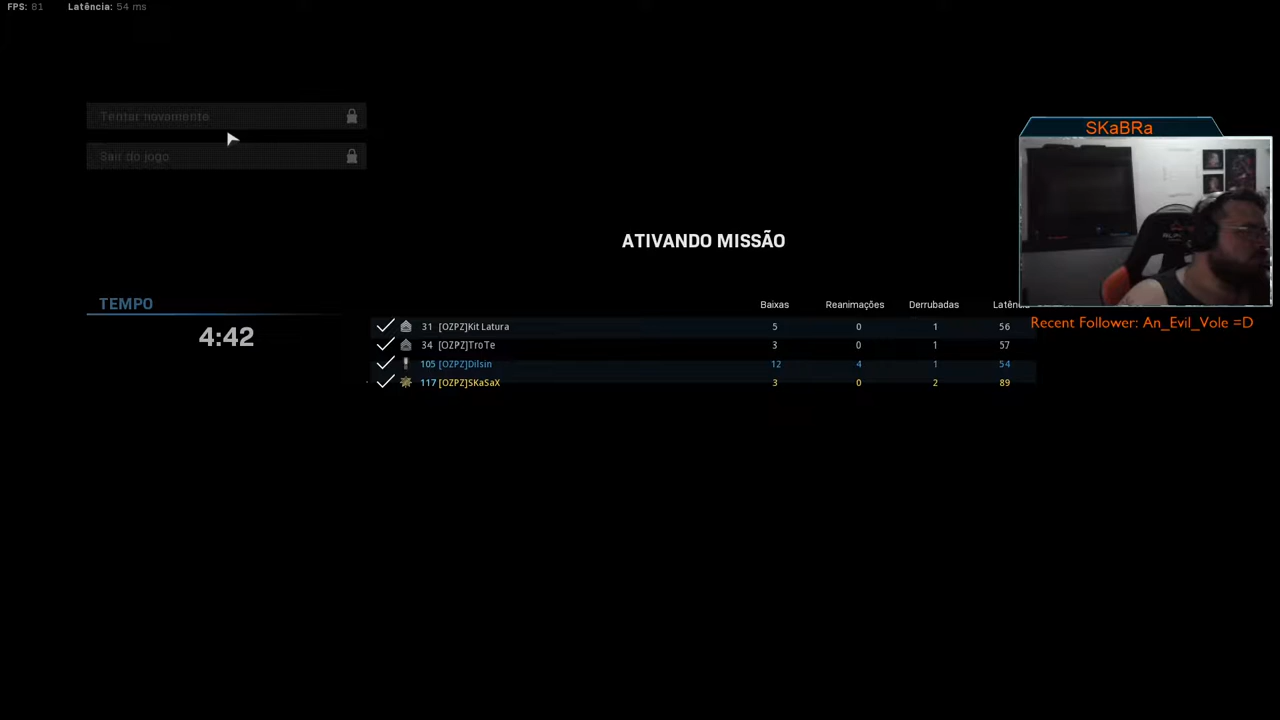 FPS: 81 Latência: 54 ms
Tentar novamente
Sair do jogo
SKaBRa
ATIVANDO MISSÃO
TEMPO
4:42
Baixas Reanimações Derrubadas Latênc
31 [OZPZ]Kit Latura 5 0 1 56
34 [OZPZ]TroTe 3 0 1 57
105 [OZPZ]Dilsin 12 4 1 54
117 [OZPZ]SKaSaX 3 0 2 89
Recent Follower: An_Evil_Vole =D